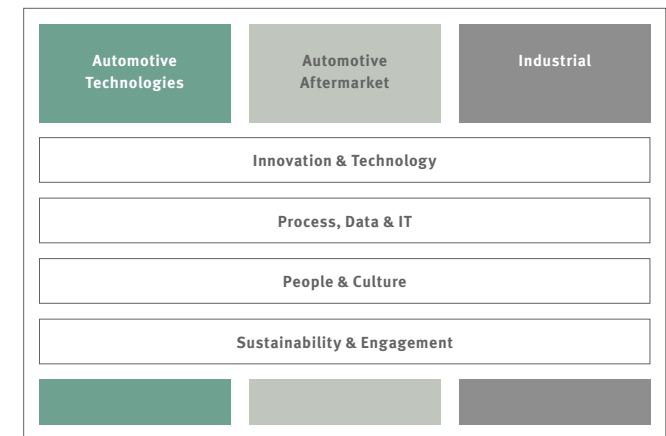 Automotive
Technologies
Automotive
Aftermarket
Industrial
Innovation & Technology
Process, Data & IT
People & Culture
Sustainability & Engagement